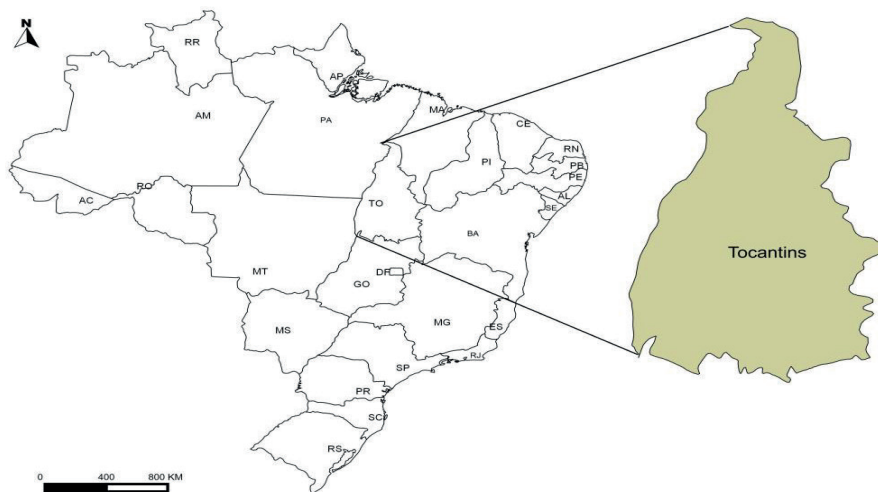 N
RR
AP
AM
PA
MA
CE
RN
PB
PE
AL
SE
PI
TO
BA
AC
RO
MT
DF
GO
MG
ES
MS
RJ
SP
PR
SC
RS
Tocantins
0 400 800 KM